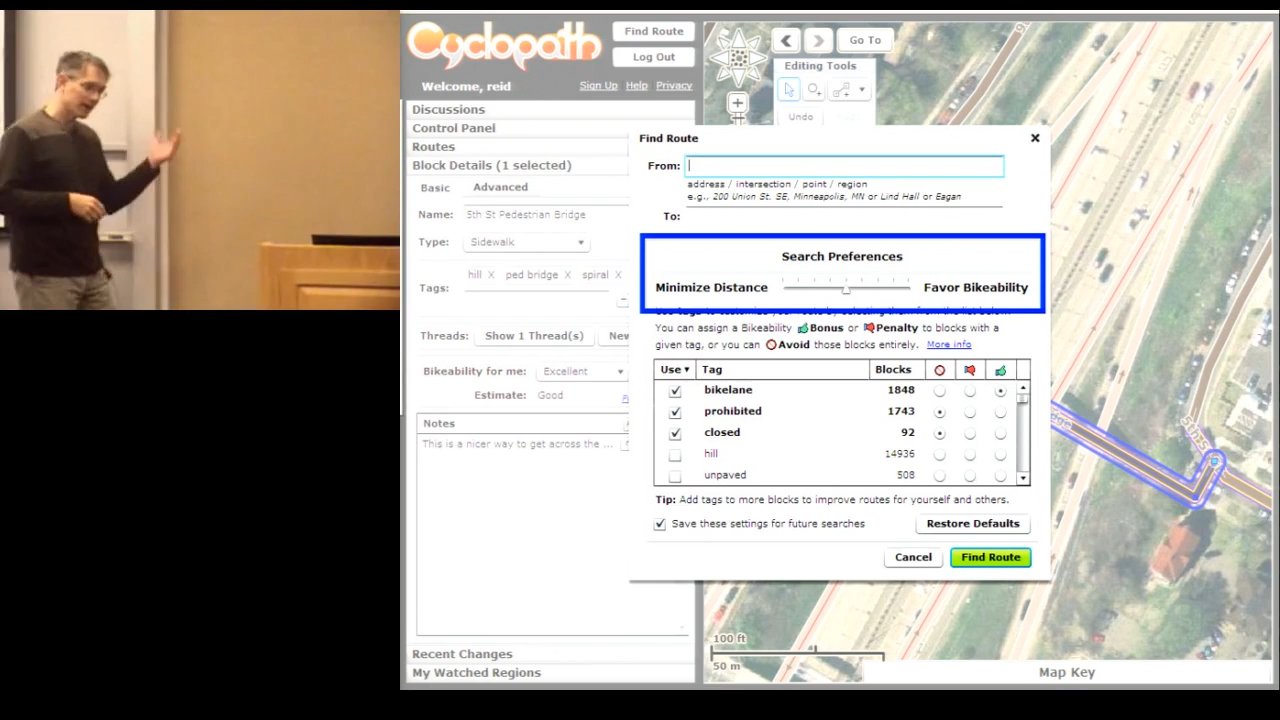 Cyclopath
Find Route
Log Out
Welcome, reid
Sign Up Help Privacy
Discussions
Control Panel
Routes
Block Details (1 selected)
Basic Advanced
Name: 5th St Pedestrian Bridge
Type: Sidewalk
Tags: hill X ped bridge X spiral X
Threads: Show 1 Thread(s) New
Bikeability for me: Excellent
Estimate: Good
Notes
This is a nicer way to get across the ...
Recent Changes
My Watched Regions
Go To
Editing Tools
Undo
Find Route
From:
address / intersection / point / region
e.g., 200 Union St. SE, Minneapolis, MN or Lind Hall or Eagan
To:
Search Preferences
Minimize Distance Favor Bikeability
You can assign a Bikeability Bonus or Penalty to blocks with a
given tag, or you can Avoid those blocks entirely. More info
Use Tag Blocks
bikelane 1848
prohibited 1743
closed 92
hill 14936
unpaved 508
Tip: Add tags to more blocks to improve routes for yourself and others.
Save these settings for future searches
Restore Defaults
Cancel Find Route
5th St
100 ft
50 m
Map Key